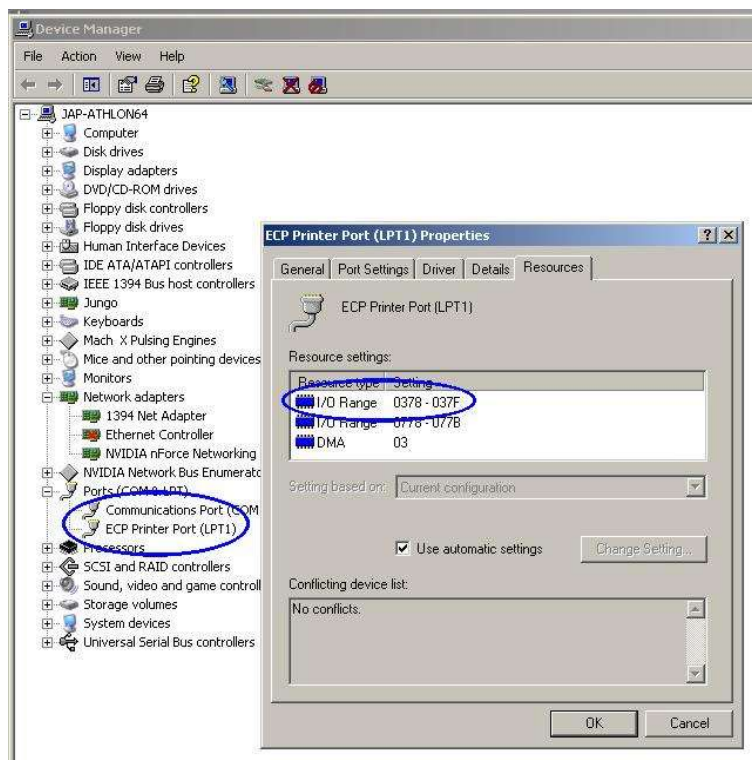 Device Manager
File Action View Help
JAP-ATHLON64
Computer
Disk drives
Display adapters
DVD/CD-ROM drives
Floppy disk controllers
Floppy disk drives
Human Interface Devices
IDE ATA/ATAPI controllers
IEEE 1394 Bus host controllers
Jungo
Keyboards
Mach X Pulsing Engines
Mice and other pointing devices
Monitors
Network adapters
1394 Net Adapter
Ethernet Controller
NVIDIA nForce Networking
NVIDIA Network Bus Enumerato
Ports (COM & LPT)
Communications Port (COM
ECP Printer Port (LPT1)
Processors
SCSI and RAID controllers
Sound, video and game controll
Storage volumes
System devices
Universal Serial Bus controllers
ECP Printer Port (LPT1) Properties
General Port Settings Driver Details Resources
ECP Printer Port (LPT1)
Resource settings:
Resource type Setting
I/O Range 0378 - 037F
I/O Range 0778 - 077B
DMA 03
Setting based on: Current configuration
Use automatic settings Change Setting...
Conflicting device list:
No conflicts.
OK Cancel